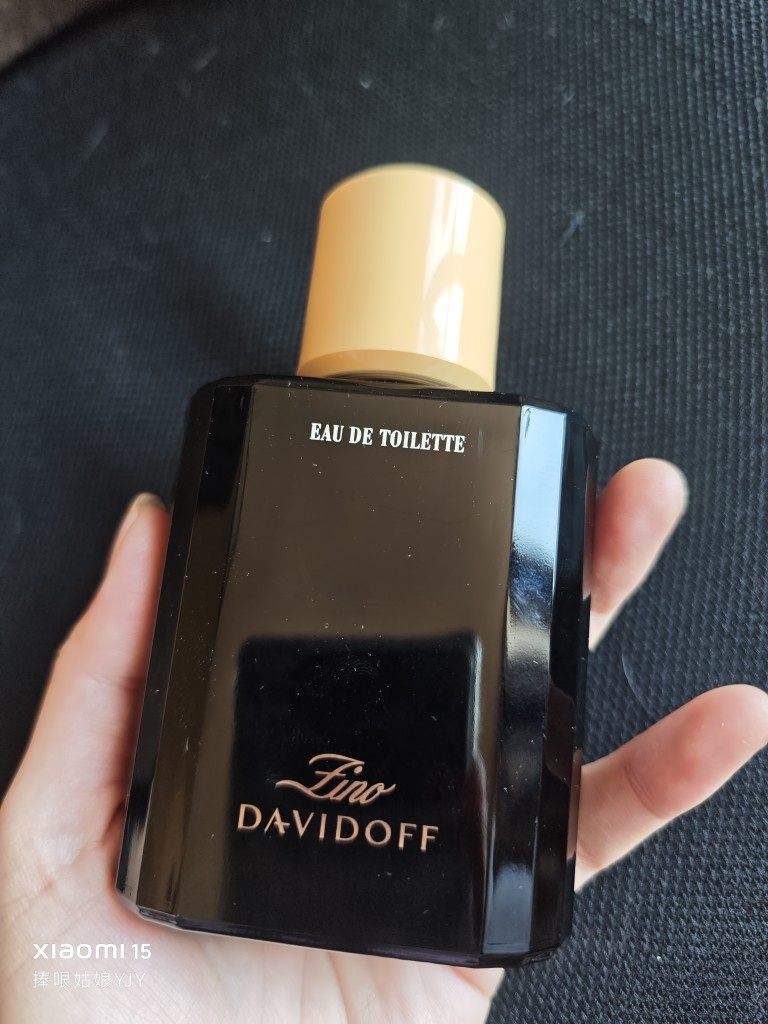 EAU DE TOILETTE
Zino
DAVIDOFF
xiaomi 15
捧哏姑娘YJY